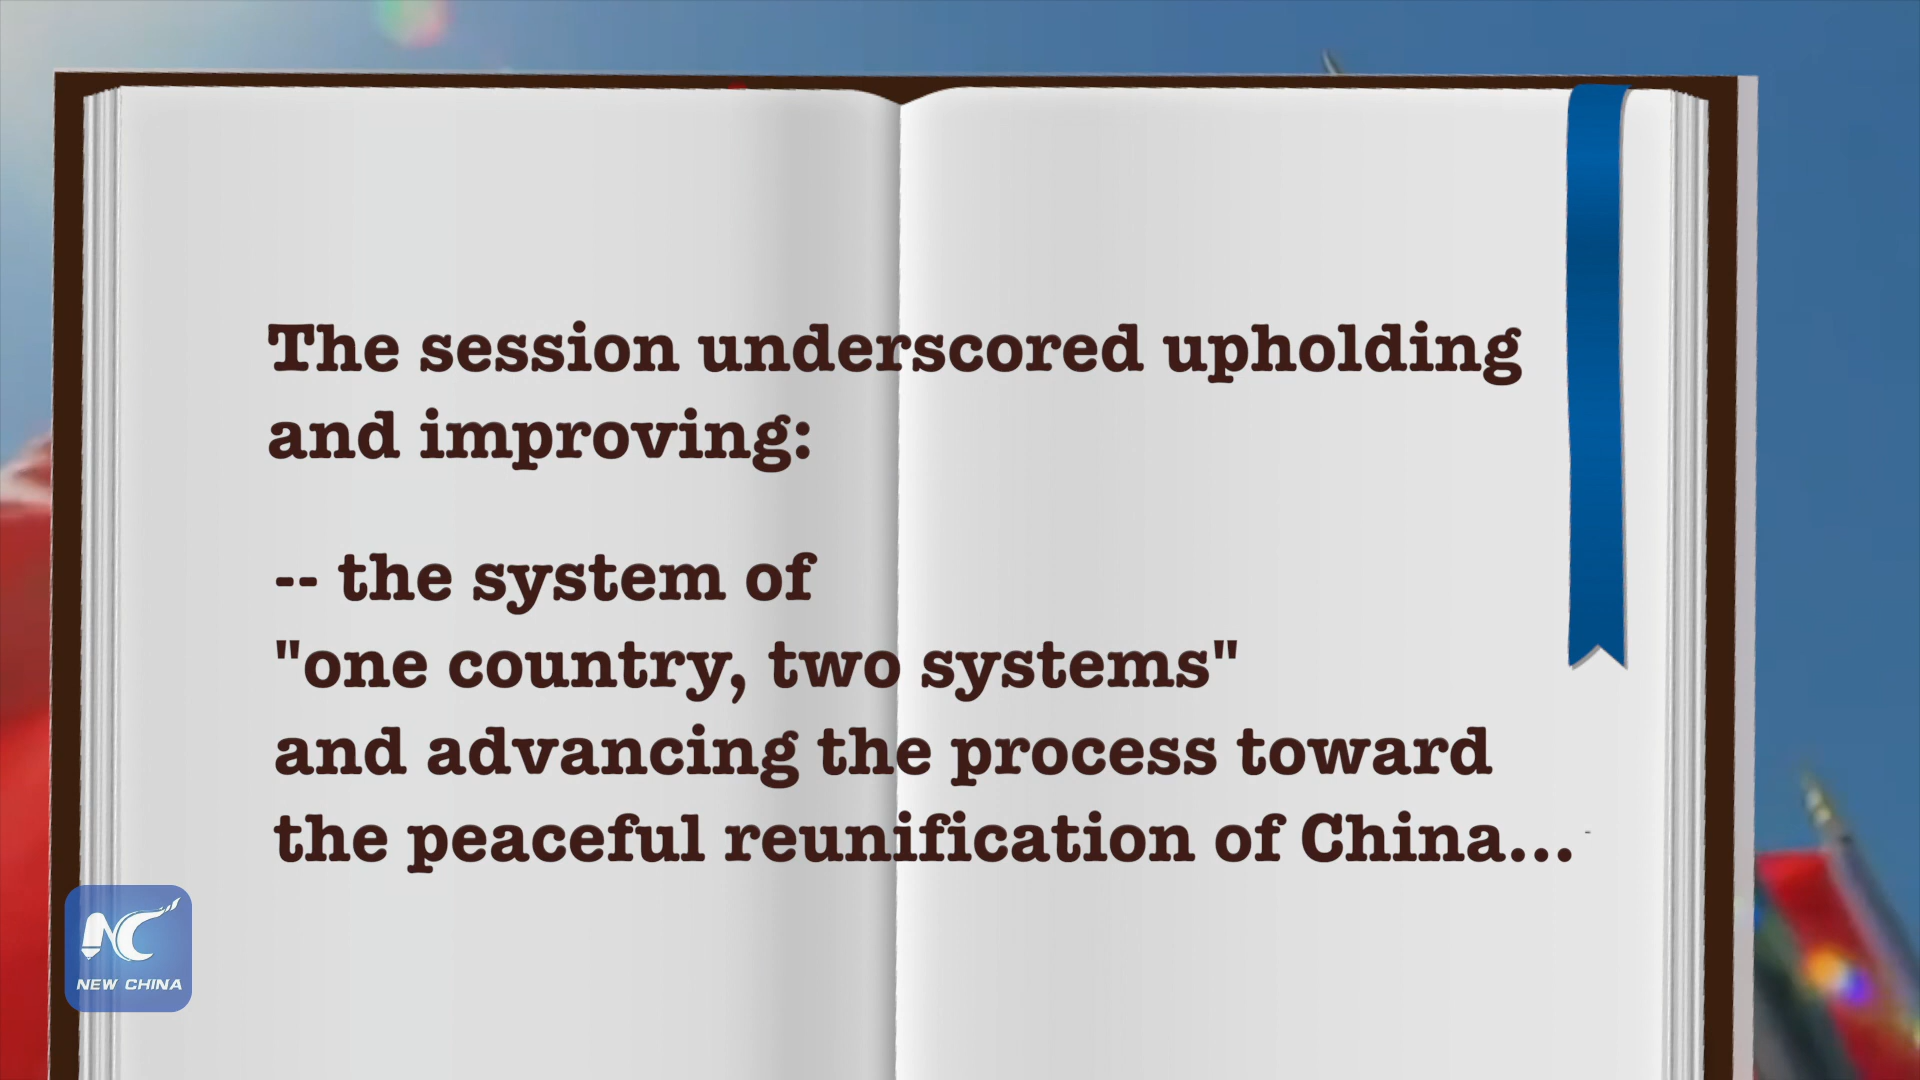 The session underscored upholding
and improving:
-- the system of
"one country, two systems"
and advancing the process toward
the peaceful reunification of China...
NC
NEW CHINA